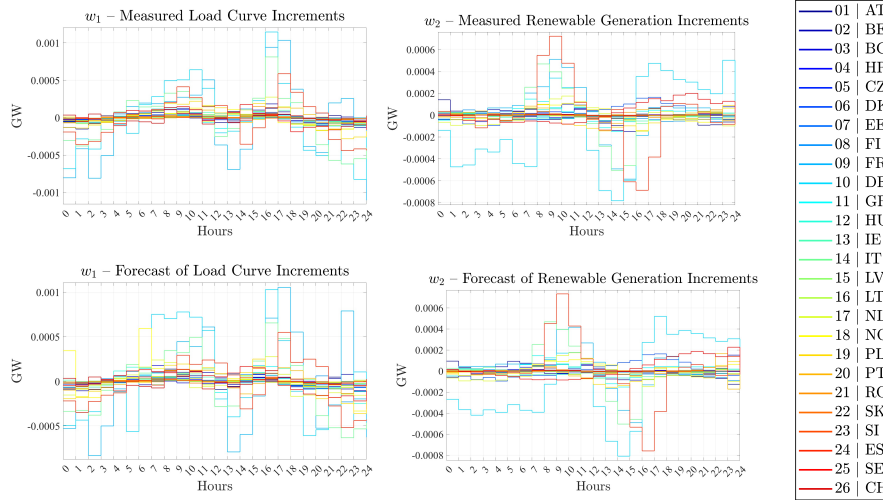 w₁ – Measured Load Curve Increments
0.001
0.0005
0
-0.0005
-0.001
GW
0 1 2 3 4 5 6 7 8 9 10 11 12 13 14 15 16 17 18 19 20 21 22 23 24
Hours
w₂ – Measured Renewable Generation Increments
0.0006
0.0004
0.0002
0
-0.0002
-0.0004
-0.0006
-0.0008
GW
0 1 2 3 4 5 6 7 8 9 10 11 12 13 14 15 16 17 18 19 20 21 22 23 24
Hours
w₁ – Forecast of Load Curve Increments
0.001
0.0005
0
-0.0005
GW
0 1 2 3 4 5 6 7 8 9 10 11 12 13 14 15 16 17 18 19 20 21 22 23 24
Hours
w₂ – Forecast of Renewable Generation Increments
0.0006
0.0004
0.0002
0
-0.0002
-0.0004
-0.0006
-0.0008
GW
0 1 2 3 4 5 6 7 8 9 10 11 12 13 14 15 16 17 18 19 20 21 22 23 24
Hours
01 | AT
02 | BE
03 |
04 |
05 | CZ
06 |
07 |
08 | FI
09 | FR
10 | DE
11 |
12 | HU
13 | IE
14 | IT
15 | LV
16 | LT
17 | NL
18 | NO
19 | PL
20 | PT
21 | RO
22 | SK
23 | SI
24 | ES
25 | SE
26 |